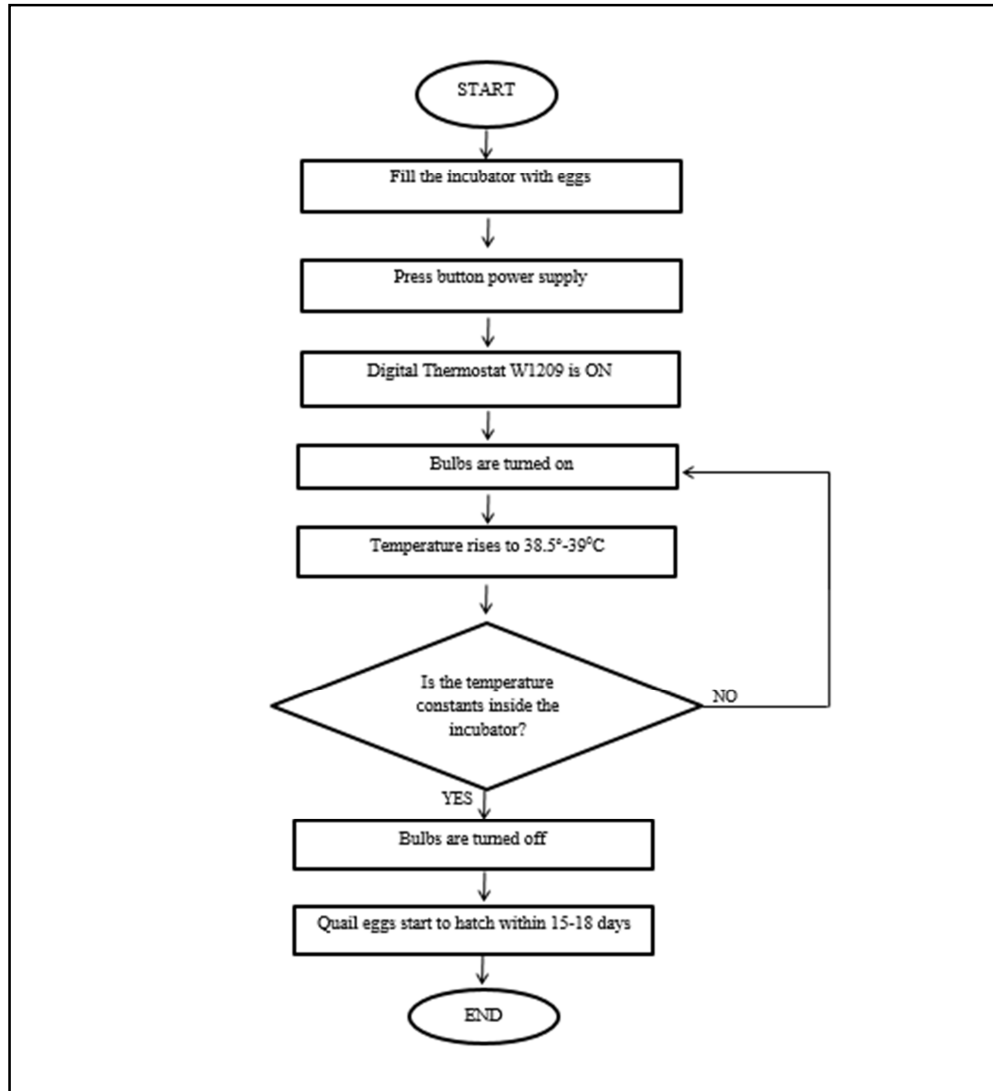 START
Fill the incubator with eggs
Press button power supply
Digital Thermostat W1209 is ON
Bulbs are turned on
Temperature rises to 38.5°-39⁰C
Is the temperature
constants inside the
incubator?
NO
YES
Bulbs are turned off
Quail eggs start to hatch within 15-18 days
END